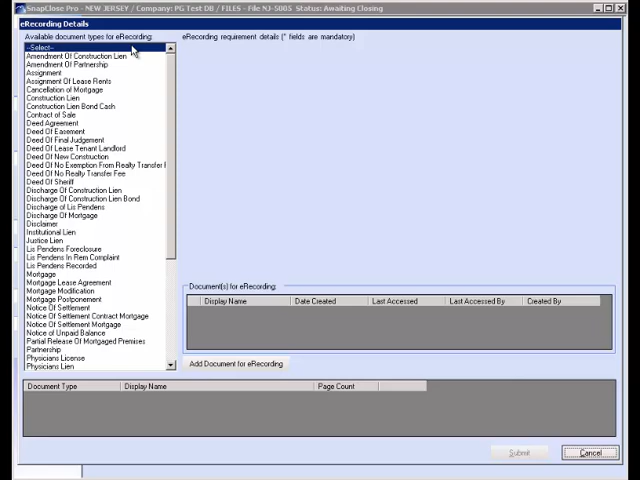 SnapClose Pro - NEW JERSEY / Company: PG Test DB / FILES - File NJ-5005 Status: Awaiting Closing
eRecording Details
Available document types for eRecording:
eRecording requirement details (* fields are mandatory)
--Select--
Amendment Of Construction Lien
Amendment Of Partnership
Assignment
Assignment Of Lease Rents
Cancellation of Mortgage
Construction Lien
Construction Lien Bond Cash
Contract of Sale
Deed Agreement
Deed Of Easement
Deed Of Final Judgement
Deed Of Lease Tenant Landlord
Deed Of New Construction
Deed Of No Exemption From Realty Transfer F
Deed Of No Realty Transfer Fee
Deed Of Sheriff
Discharge Of Construction Lien
Discharge Of Construction Lien Bond
Discharge of Lis Pendens
Discharge Of Mortgage
Disclaimer
Institutional Lien
Justice Lien
Lis Pendens Foreclosure
Lis Pendens In Rem Complaint
Lis Pendens Recorded
Mortgage
Mortgage Lease Agreement
Mortgage Modification
Mortgage Postponement
Notice Of Settlement
Notice Of Settlement Contract Mortgage
Notice Of Settlement Mortgage
Notice of Unpaid Balance
Partial Release Of Mortgaged Premises
Partnership
Physicians License
Physicians Lien
Document(s) for eRecording:
Display Name Date Created Last Accessed Last Accessed By Created By
Add Document for eRecording
Document Type Display Name Page Count
Submit Cancel